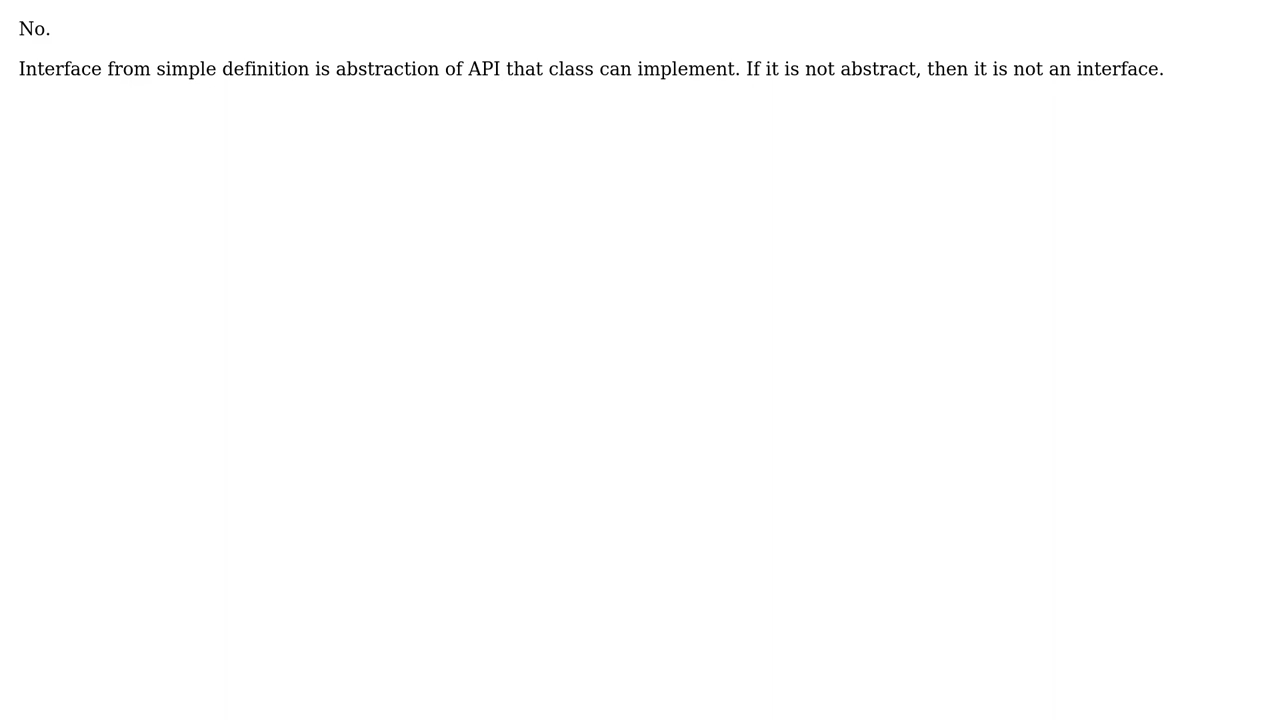 No.
Interface from simple definition is abstraction of API that class can implement. If it is not abstract, then it is not an interface.